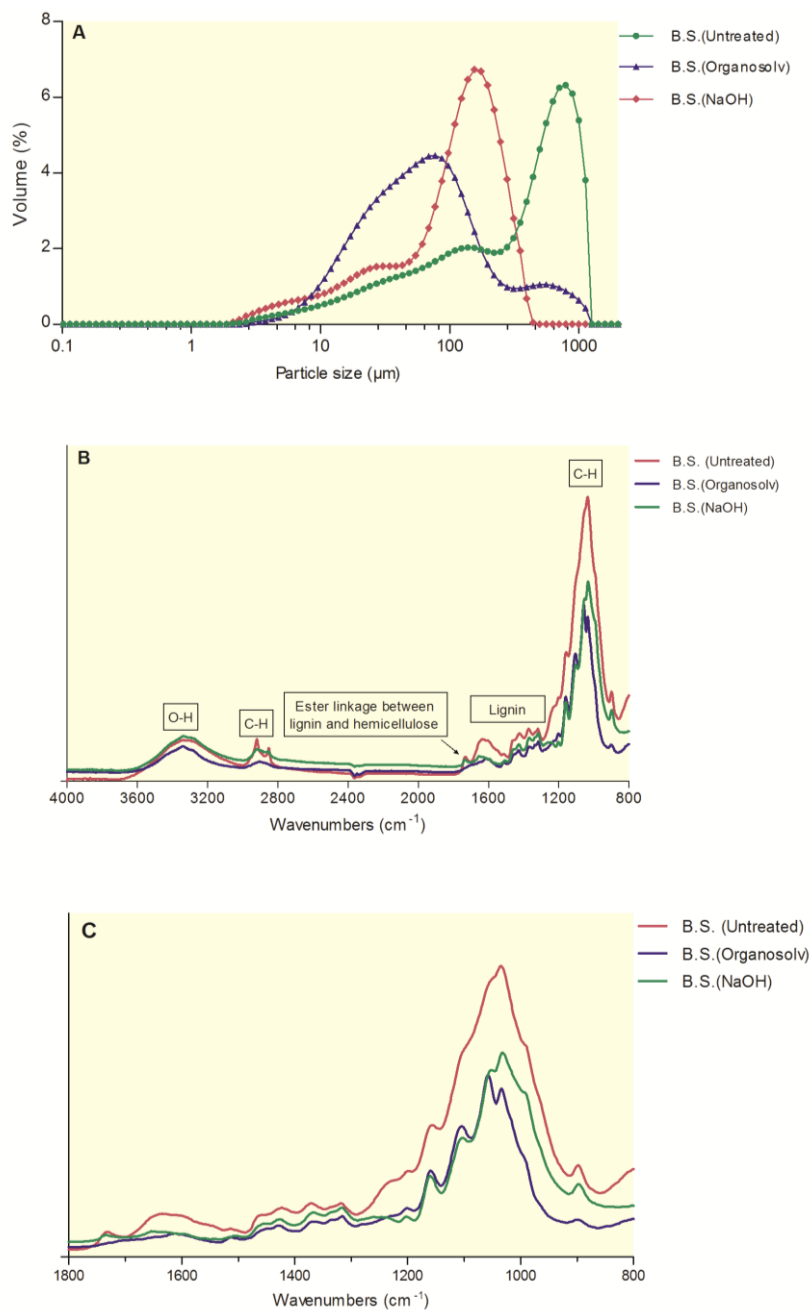 A
B.S.(Untreated)
B.S.(Organosolv)
B.S.(NaOH)
8
6
4
2
0
Volume (%)
0.1 1 10 100 1000
Particle size (µm)
B
B.S. (Untreated)
B.S.(Organosolv)
B.S.(NaOH)
C-H
O-H
C-H
Ester linkage between
lignin and hemicellulose
Lignin
4000 3600 3200 2800 2400 2000 1600 1200 800
Wavenumbers (cm⁻¹)
C
B.S. (Untreated)
B.S.(Organosolv)
B.S.(NaOH)
1800 1600 1400 1200 1000 800
Wavenumbers (cm⁻¹)